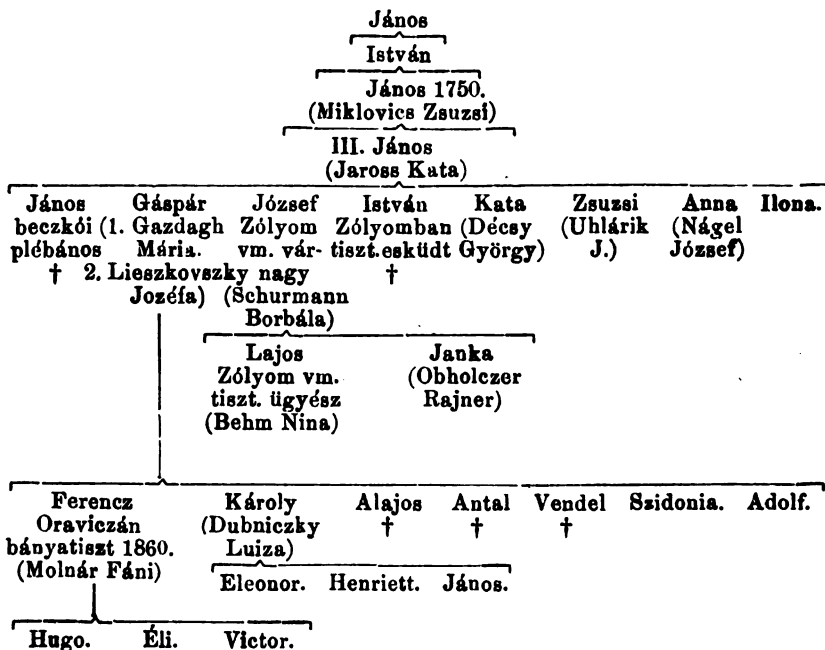 János
István
János 1750.
(Miklovics Zsuzsi)
III. János
(Jaross Kata)
János Gáspár József István Kata Zsuzsi Anna Ilona.
beczkói (1. Gazdagh Zólyom Zólyomban (Décsy (Uhlárik (Nágel
plébános Mária. vm. vár- tiszt.esküdt György) J.) József)
† 2. Lieszkovszky nagy †
Jozéfa) (Schurmann
Borbála)
Lajos Janka
Zólyom vm. (Obholczer
tiszt. ügyész Rajner)
(Behm Nina)
Ferencz Károly Alajos Antal Vendel Szidonia. Adolf.
Oraviczán (Dubniczky † † †
bányatiszt 1860. Luiza)
(Molnár Fáni) Eleonor. Henriett. János.
Hugo. Éli. Victor.